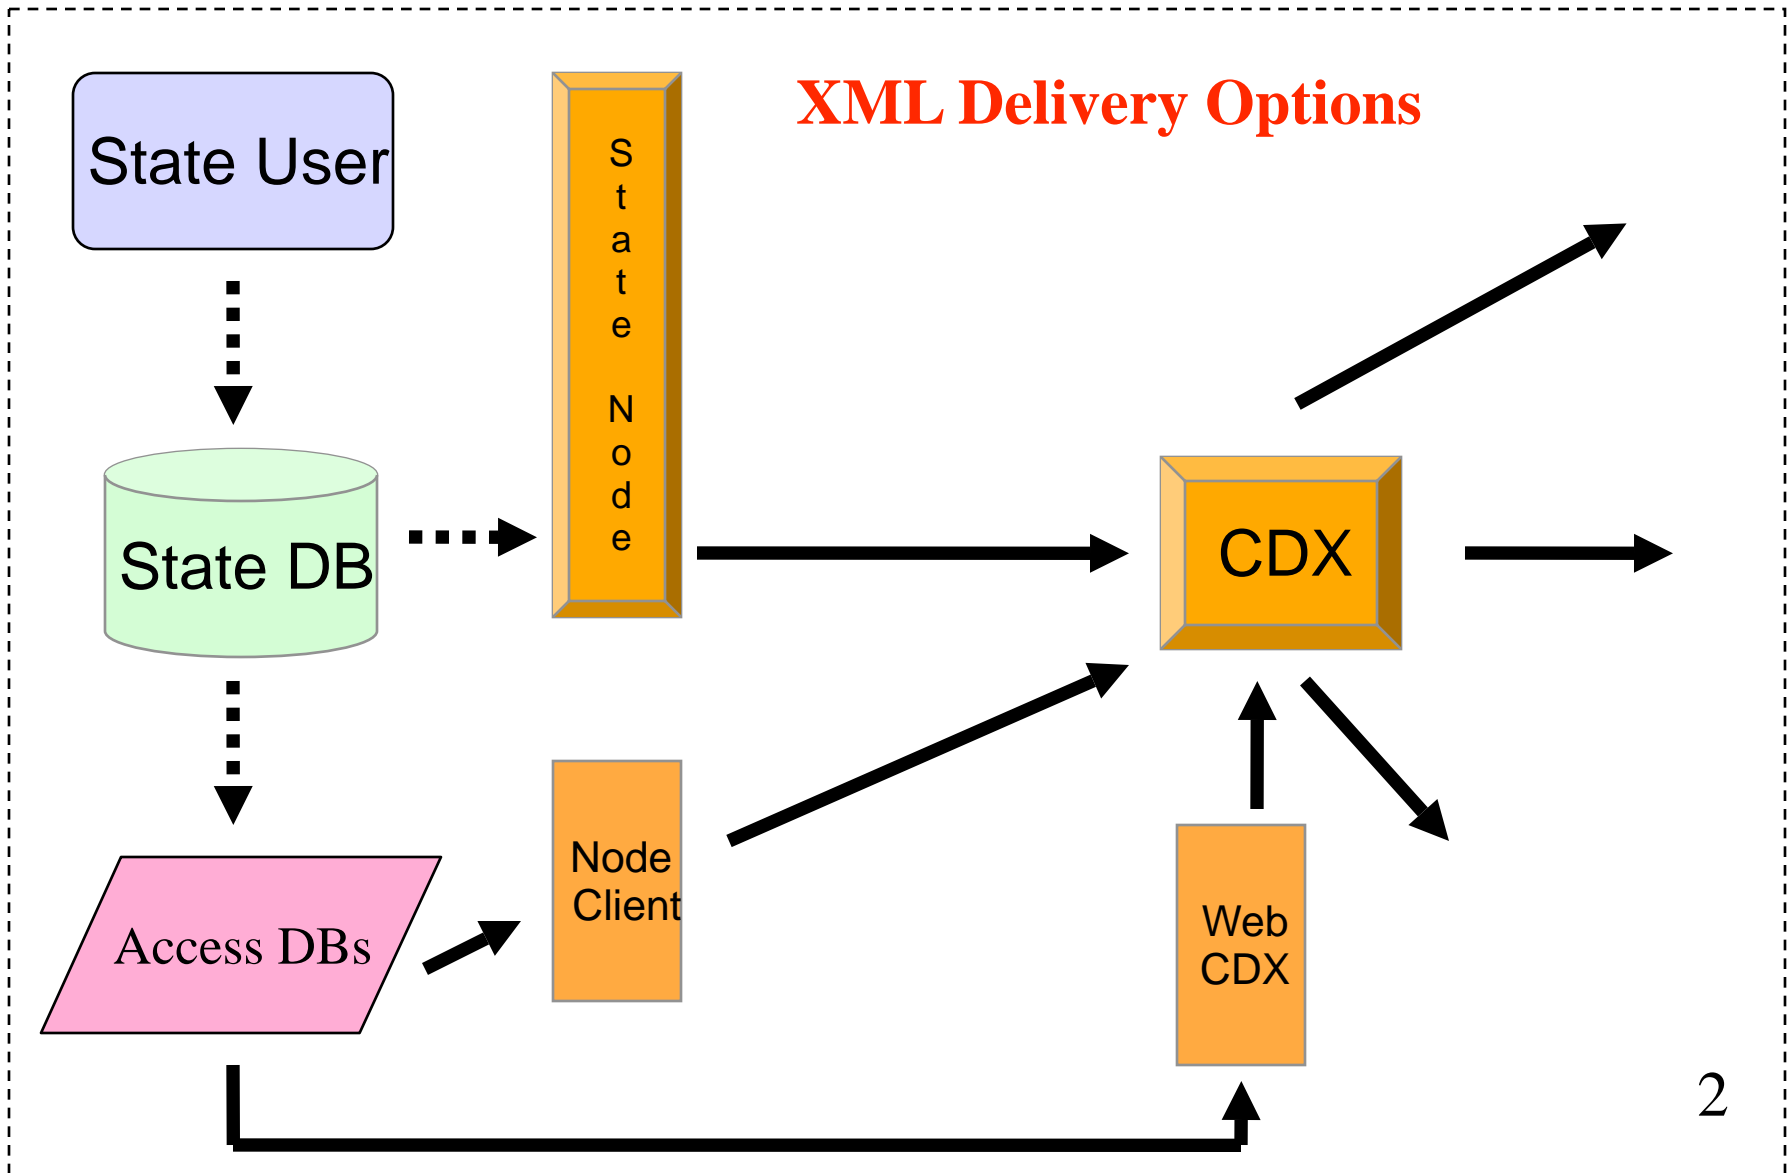 XML Delivery Options
State User
State Node
State DB
CDX
Node
Client
Access DBs
Web
CDX
2